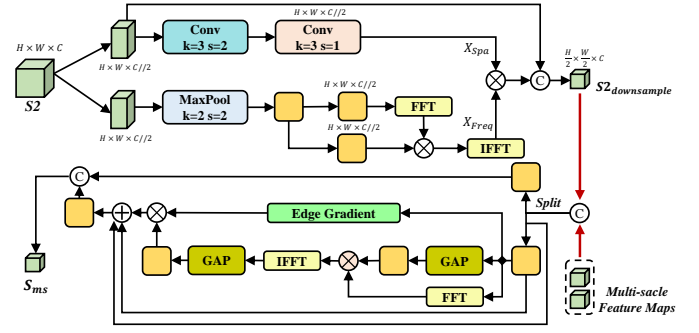 H × W × C
H × W × C//2
Conv
k=3 s=2
Conv
k=3 s=1
X_Spa
H × W × C//2
S2
MaxPool
k=2 s=2
H × W × C//2
H × W × C//2
H × W × C//2
FFT
X_Freq
IFFT
C
H/2 × W/2 × C
S2_downsample
C
Split
C
Edge Gradient
GAP
IFFT
GAP
FFT
S_ms
Multi-sacle
Feature Maps